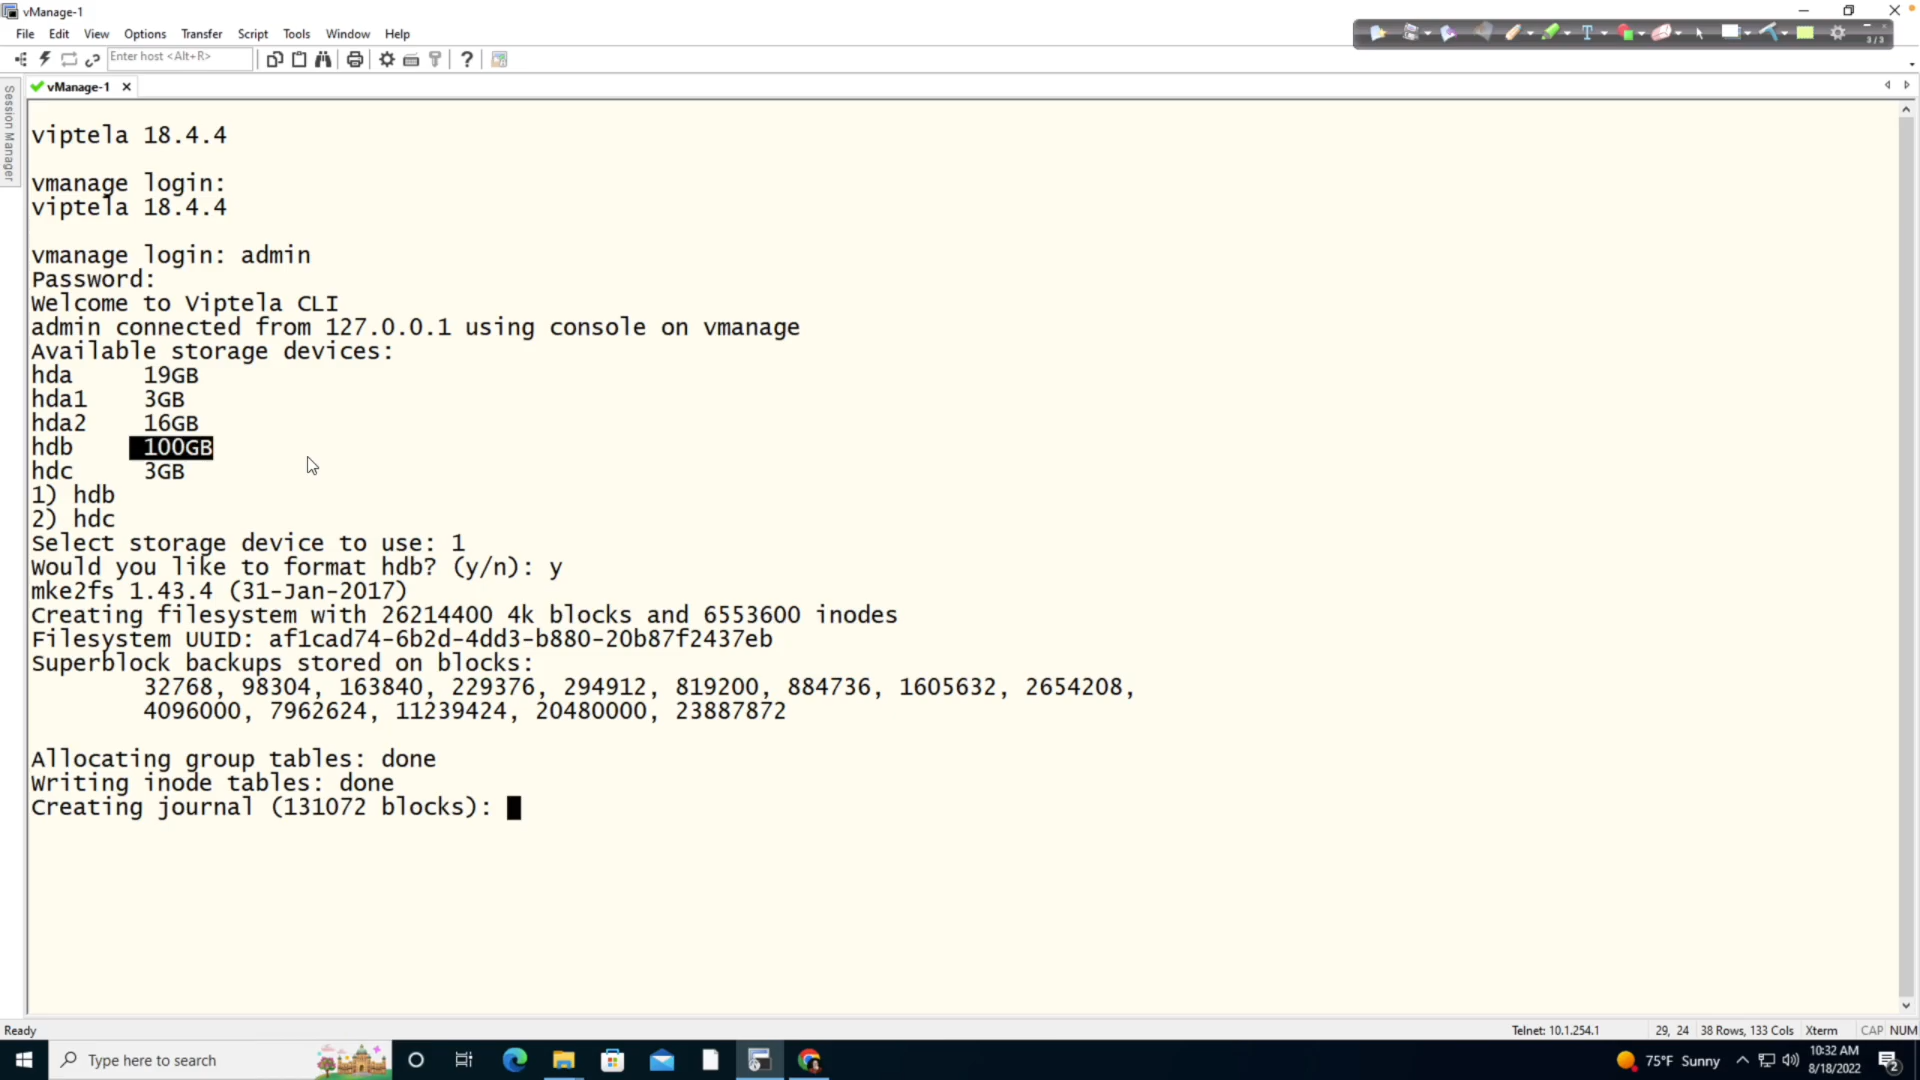 vManage-1
File Edit View Options Transfer Script Tools Window Help
Enter host <Alt+R>
3/3
vManage-1
Session Manager
viptela 18.4.4
vmanage login:
viptela 18.4.4
vmanage login: admin
Password:
Welcome to Viptela CLI
admin connected from 127.0.0.1 using console on vmanage
Available storage devices:
hda 19GB
hda1 3GB
hda2 16GB
hdb 100GB
hdc 3GB
1) hdb
2) hdc
Select storage device to use: 1
Would you like to format hdb? (y/n): y
mke2fs 1.43.4 (31-Jan-2017)
Creating filesystem with 26214400 4k blocks and 6553600 inodes
Filesystem UUID: af1cad74-6b2d-4dd3-b880-20b87f2437eb
Superblock backups stored on blocks:
32768, 98304, 163840, 229376, 294912, 819200, 884736, 1605632, 2654208,
4096000, 7962624, 11239424, 20480000, 23887872
Allocating group tables: done
Writing inode tables: done
Creating journal (131072 blocks):
Ready Telnet: 10.1.254.1 29, 24 38 Rows, 133 Cols Xterm CAP NUM
Type here to search 75°F Sunny 10:32 AM
8/18/2022
2